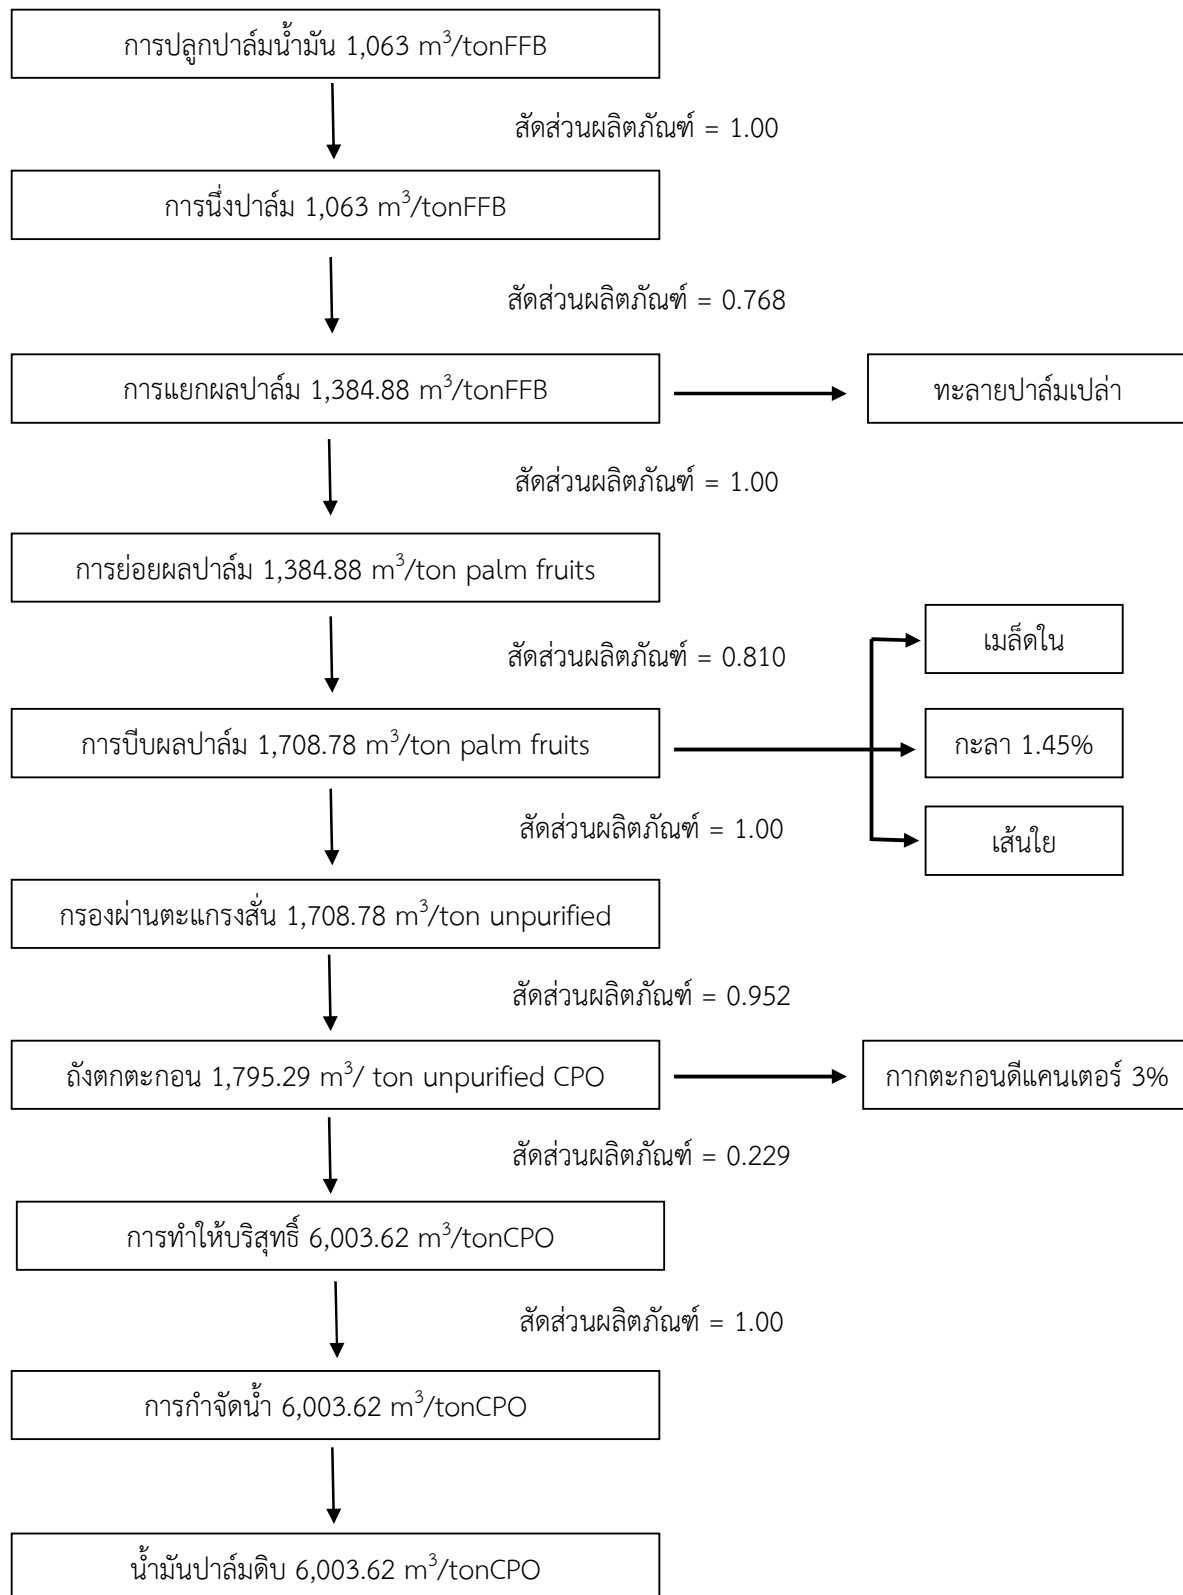 การปลูกปาล์มน้ำมัน 1,063 m³/tonFFB
สัดส่วนผลิตภัณฑ์ = 1.00
การนึ่งปาล์ม 1,063 m³/tonFFB
สัดส่วนผลิตภัณฑ์ = 0.768
การแยกผลปาล์ม 1,384.88 m³/tonFFB
ทะลายปาล์มเปล่า
สัดส่วนผลิตภัณฑ์ = 1.00
การย่อยผลปาล์ม 1,384.88 m³/ton palm fruits
เมล็ดใน
สัดส่วนผลิตภัณฑ์ = 0.810
การบีบผลปาล์ม 1,708.78 m³/ton palm fruits
กะลา 1.45%
สัดส่วนผลิตภัณฑ์ = 1.00
เส้นใย
กรองผ่านตะแกรงสั่น 1,708.78 m³/ton unpurified
สัดส่วนผลิตภัณฑ์ = 0.952
ถังตกตะกอน 1,795.29 m³/ ton unpurified CPO
กากตะกอนดีแคนเตอร์ 3%
สัดส่วนผลิตภัณฑ์ = 0.229
การทำให้บริสุทธิ์ 6,003.62 m³/tonCPO
สัดส่วนผลิตภัณฑ์ = 1.00
การกำจัดน้ำ 6,003.62 m³/tonCPO
น้ำมันปาล์มดิบ 6,003.62 m³/tonCPO